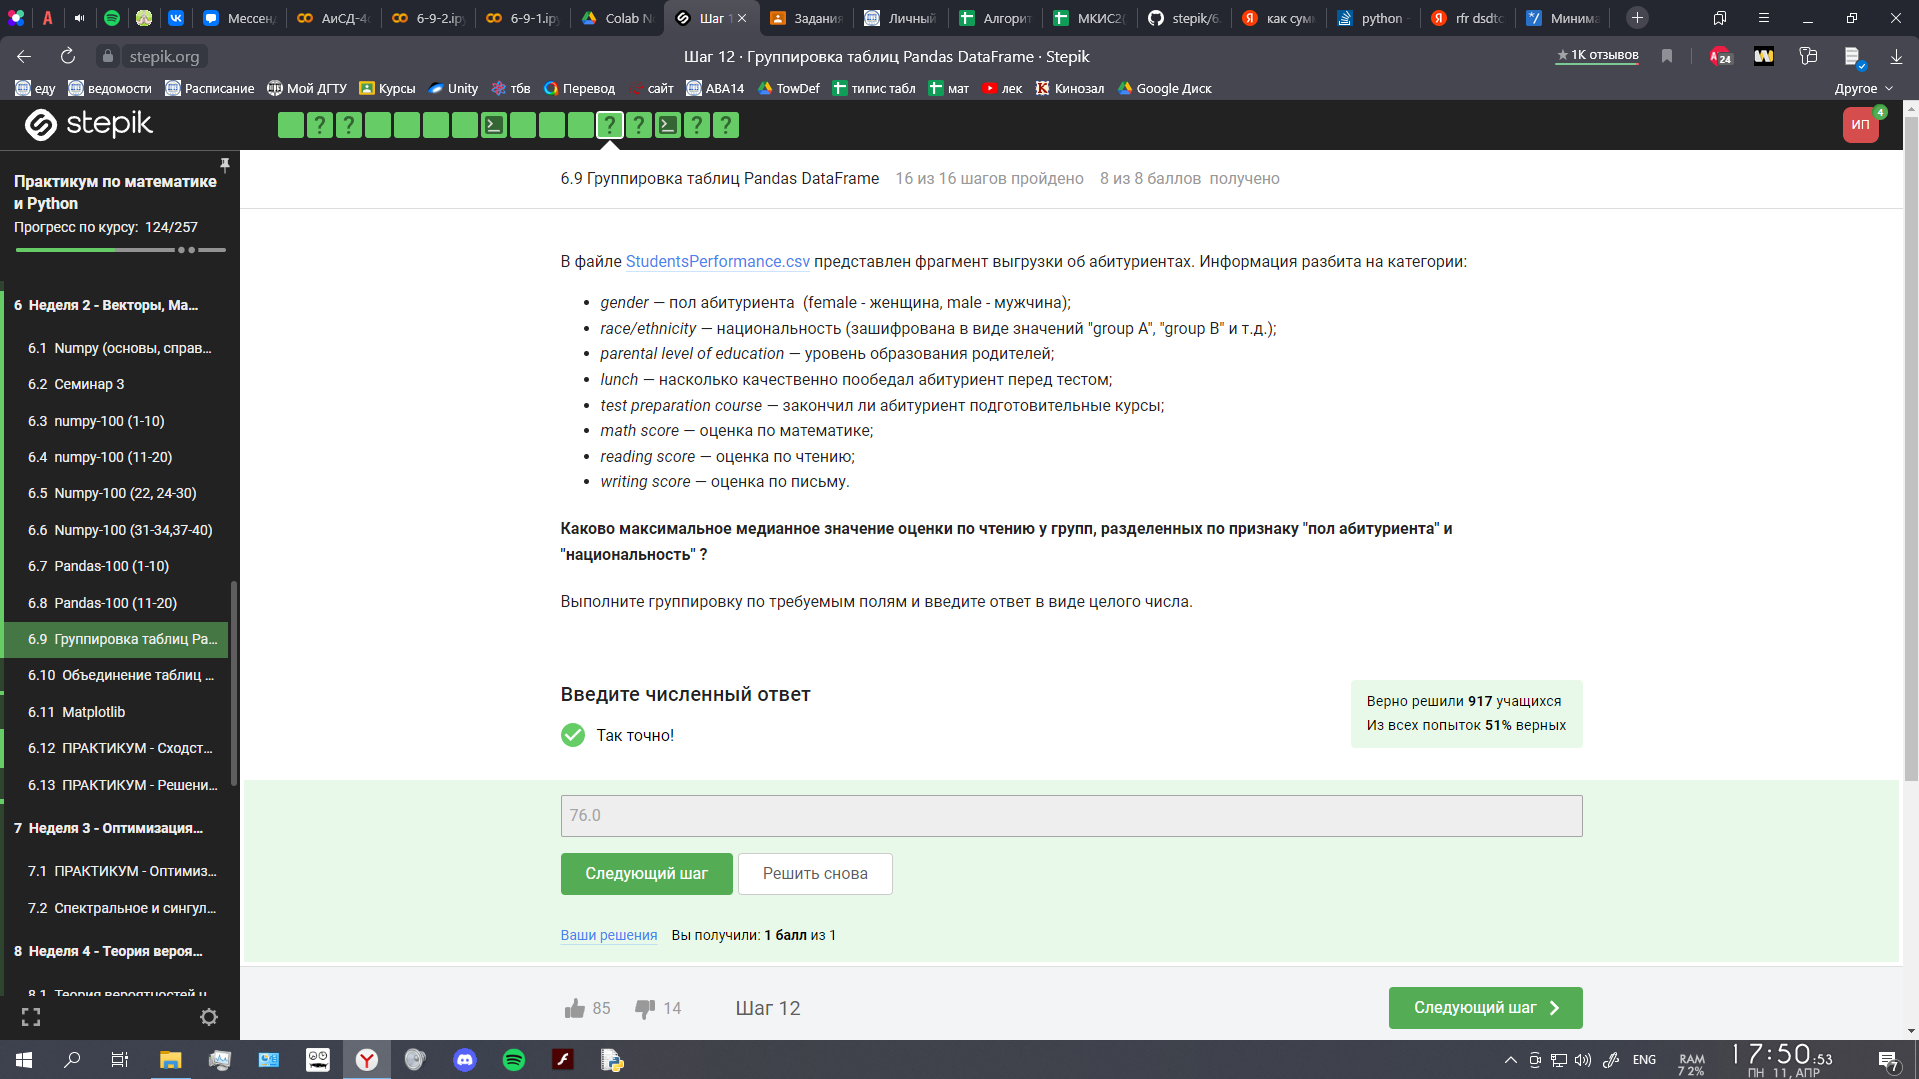 Мессен
АиСД-4
6-9-2.ip
6-9-1.ip
Colab N
Шаг 1
Задания
Личный
Алгорит
МКИС2(
stepik/6.
как сум
python
rfr dsdt
Минима
stepik.org
Шаг 12 · Группировка таблиц Pandas DataFrame · Stepik
★ 1К отзывов
24
еду
ведомости
Расписание
Мой ДГТУ
Курсы
Unity
тбв
Перевод
сайт
АВА14
TowDef
типис табл
мат
лек
Кинозал
Google Диск
Другое
stepik
ИП
4
Практикум по математике
и Python
Прогресс по курсу: 124/257
6 Неделя 2 - Векторы, Ма...
6.1 Numpy (основы, справ...
6.2 Семинар 3
6.3 numpy-100 (1-10)
6.4 numpy-100 (11-20)
6.5 Numpy-100 (22, 24-30)
6.6 Numpy-100 (31-34,37-40)
6.7 Pandas-100 (1-10)
6.8 Pandas-100 (11-20)
6.9 Группировка таблиц Pa...
6.10 Объединение таблиц ...
6.11 Matplotlib
6.12 ПРАКТИКУМ - Сходст...
6.13 ПРАКТИКУМ - Решени...
7 Неделя 3 - Оптимизация...
7.1 ПРАКТИКУМ - Оптимиз...
7.2 Спектральное и сингул...
8 Неделя 4 - Теория вероя...
8.1 Теория вероятностей ч...
6.9 Группировка таблиц Pandas DataFrame 16 из 16 шагов пройдено 8 из 8 баллов получено
В файле StudentsPerformance.csv представлен фрагмент выгрузки об абитуриентах. Информация разбита на категории:
• gender — пол абитуриента (female - женщина, male - мужчина);
• race/ethnicity — национальность (зашифрована в виде значений "group A", "group B" и т.д.);
• parental level of education — уровень образования родителей;
• lunch — насколько качественно пообедал абитуриент перед тестом;
• test preparation course — закончил ли абитуриент подготовительные курсы;
• math score — оценка по математике;
• reading score — оценка по чтению;
• writing score — оценка по письму.
Каково максимальное медианное значение оценки по чтению у групп, разделенных по признаку "пол абитуриента" и
"национальность" ?
Выполните группировку по требуемым полям и введите ответ в виде целого числа.
Введите численный ответ
Так точно!
Верно решили 917 учащихся
Из всех попыток 51% верных
76.0
Следующий шаг
Решить снова
Ваши решения Вы получили: 1 балл из 1
85
14
Шаг 12
Следующий шаг
ENG
RAM
72%
17:50:53
ПН 11, АПР
7